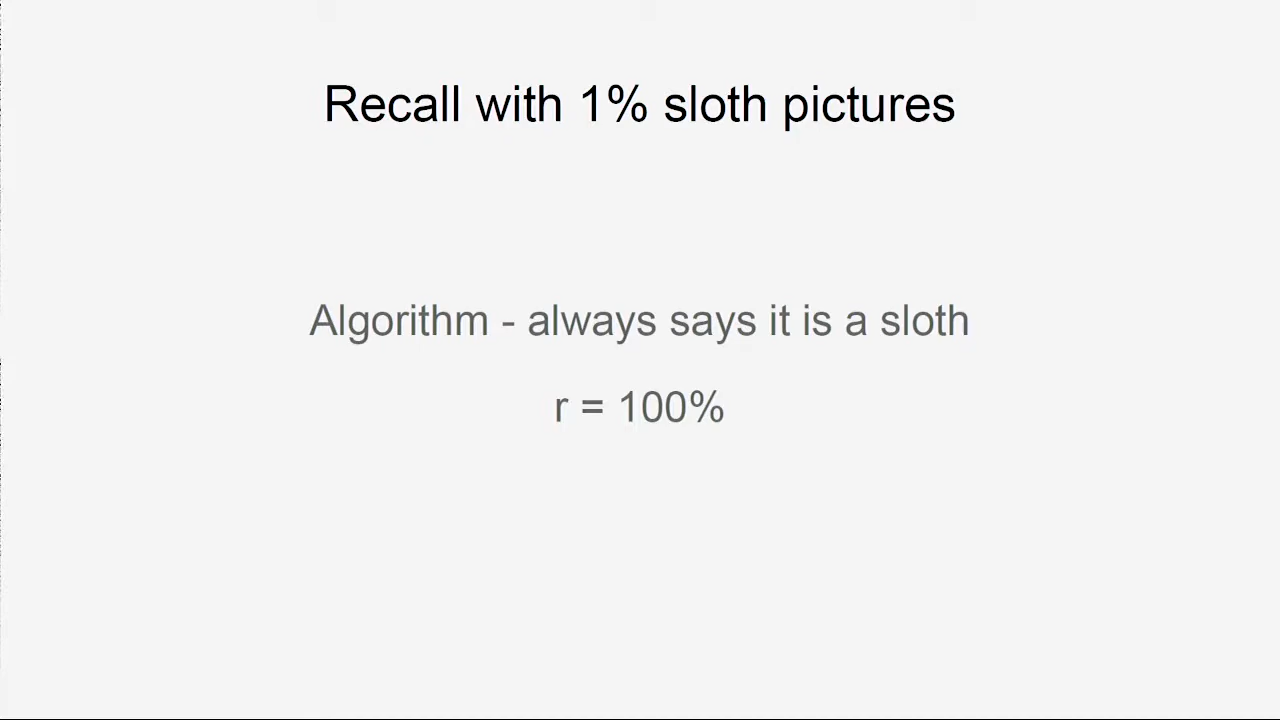 Recall with 1% sloth pictures
Algorithm - always says it is a sloth
r = 100%